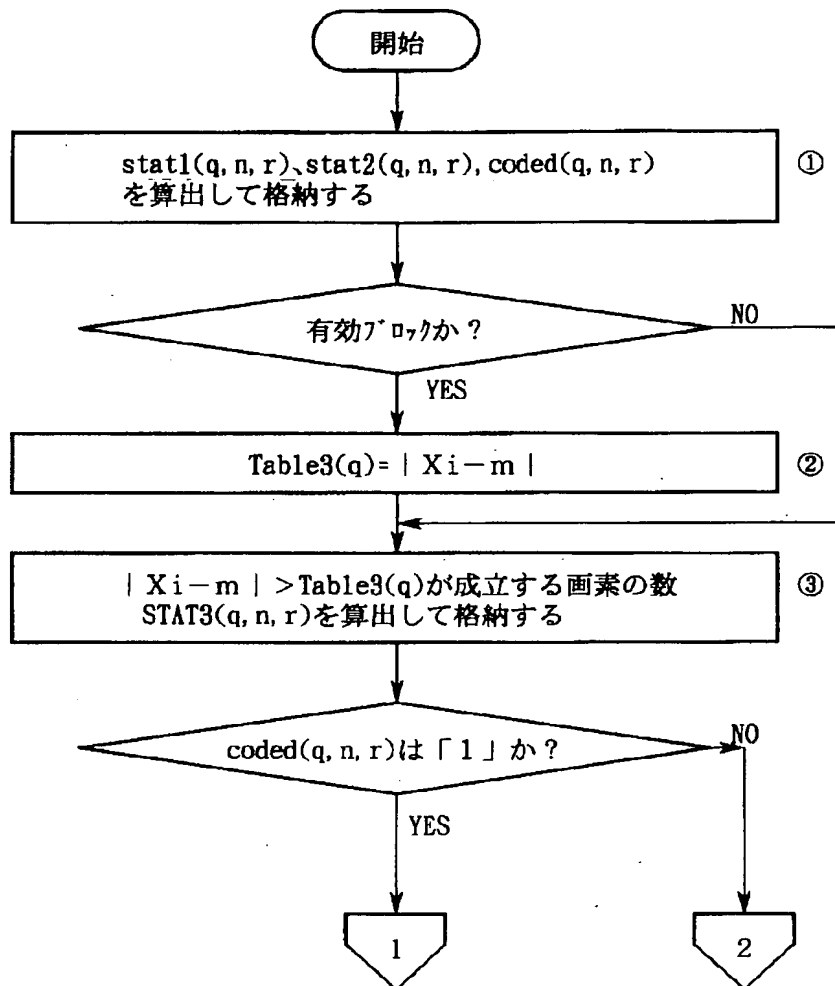 開始
stat1(q,n,r)、stat2(q,n,r),coded(q,n,r)
を算出して格納する
①
有効ブロックか？
NO
YES
Table3(q)=｜Xi－m｜
②
｜Xi－m｜>Table3(q)が成立する画素の数
STAT3(q,n,r)を算出して格納する
③
coded(q,n,r)は「1」か？
NO
YES
1
2